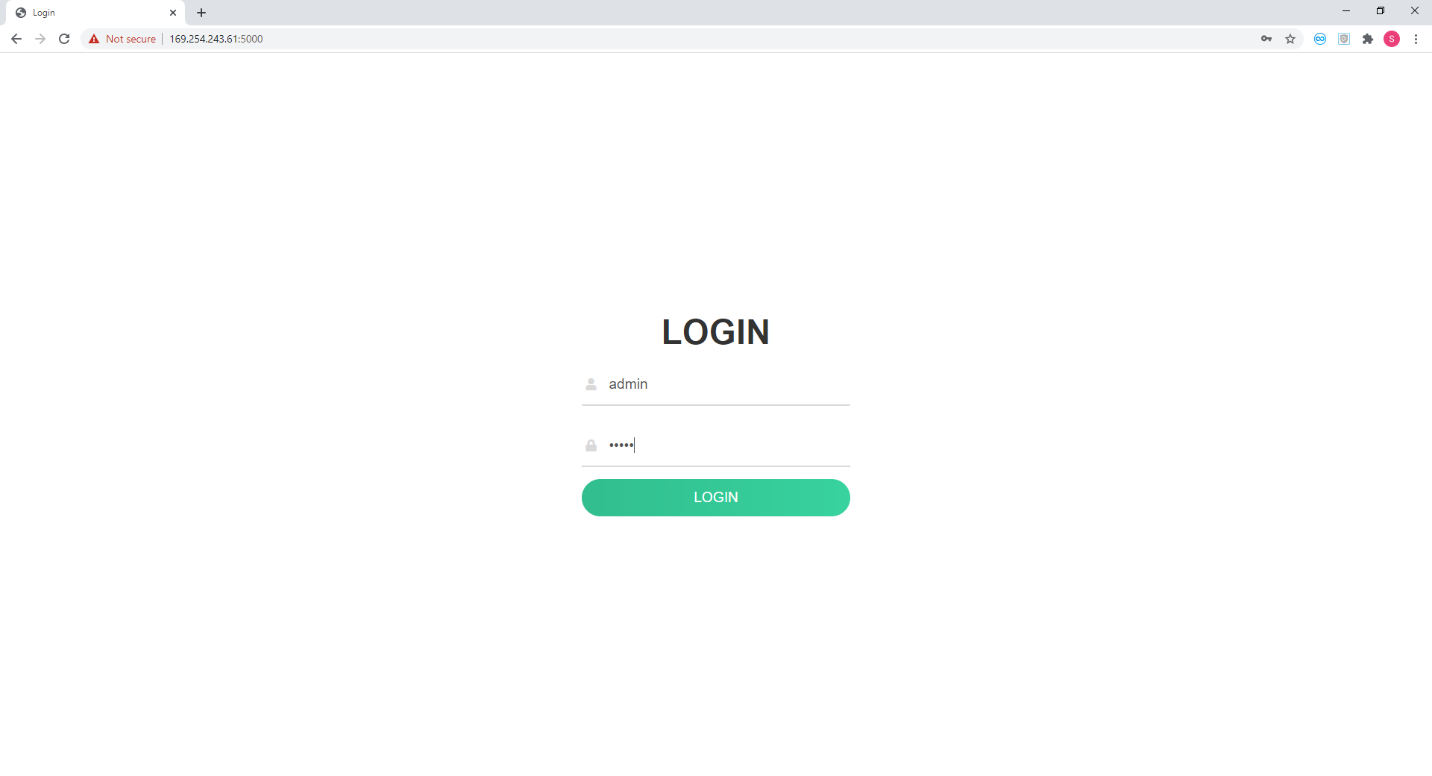 Login
Not secure
169.254.243.61:5000
S
LOGIN
admin
•••••
LOGIN